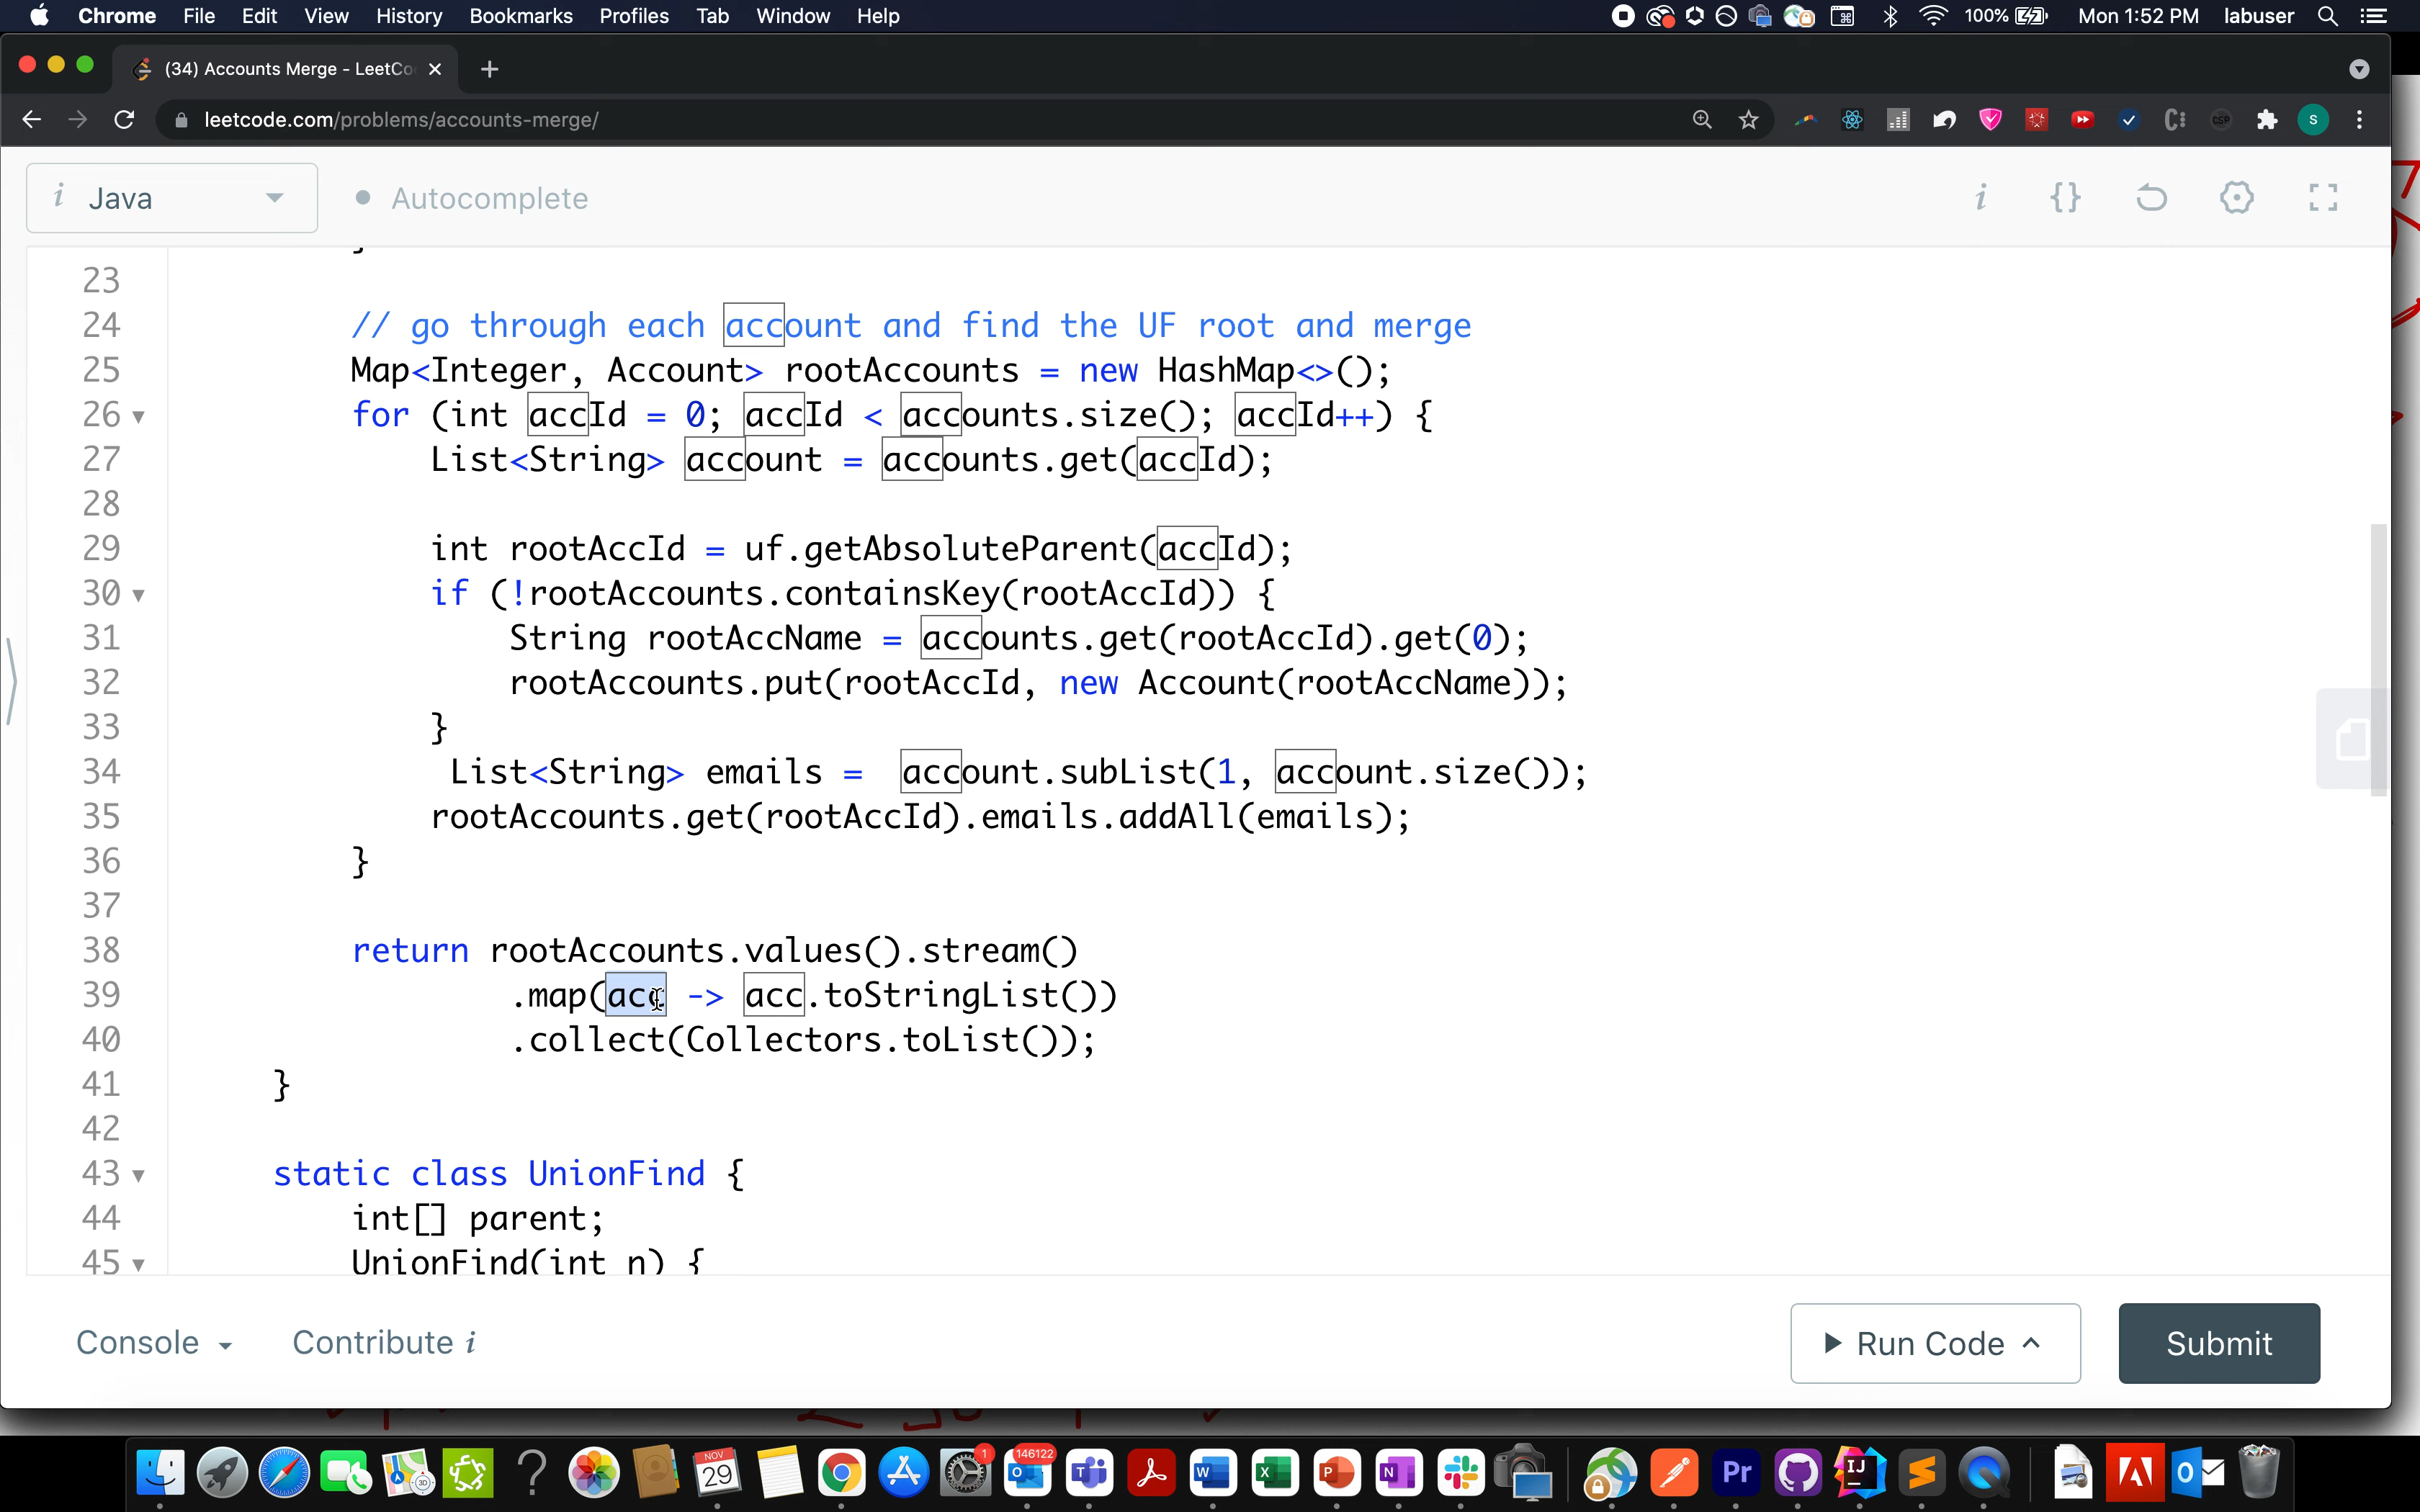 Chrome File Edit View History Bookmarks Profiles Tab Window Help 100% Mon 1:52 PM labuser
(34) Accounts Merge - LeetCo
leetcode.com/problems/accounts-merge/
i Java Autocomplete i {}
}
23
24 // go through each account and find the UF root and merge
25 Map<Integer, Account> rootAccounts = new HashMap<>();
26 for (int accId = 0; accId < accounts.size(); accId++) {
27 List<String> account = accounts.get(accId);
28
29 int rootAccId = uf.getAbsoluteParent(accId);
30 if (!rootAccounts.containsKey(rootAccId)) {
31 String rootAccName = accounts.get(rootAccId).get(0);
32 rootAccounts.put(rootAccId, new Account(rootAccName));
33 }
34 List<String> emails = account.subList(1, account.size());
35 rootAccounts.get(rootAccId).emails.addAll(emails);
36 }
37
38 return rootAccounts.values().stream()
39 .map(acc -> acc.toStringList())
40 .collect(Collectors.toList());
41 }
42
43 static class UnionFind {
44 int[] parent;
45 UnionFind(int n) {
Console Contribute i Run Code Submit
NOV
29
1
146122
Pr
IJ